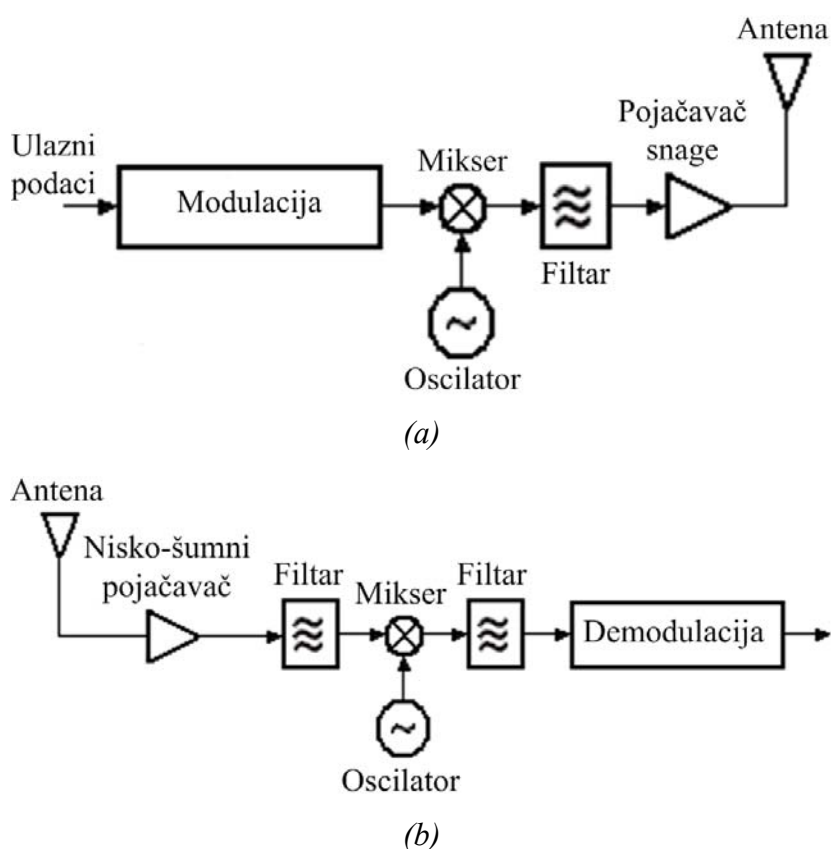 Antena
Pojačavač
snage
Ulazni
podaci
Modulacija
Mikser
Filtar
Oscilator
(a)
Antena
Nisko-šumni
pojačavač
Filtar
Mikser
Filtar
Demodulacija
Oscilator
(b)